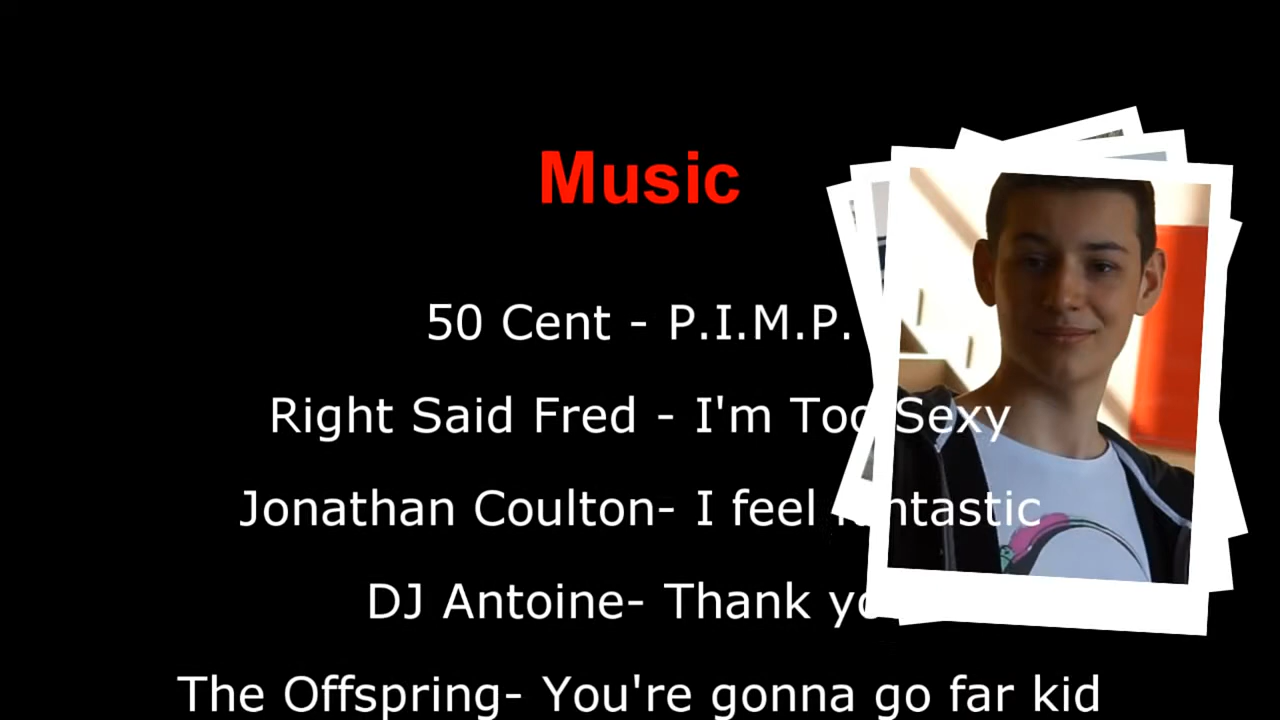 Music
50 Cent - P.I.M.P.
Right Said Fred - I'm Too Sexy
Jonathan Coulton- I feel fantastic
DJ Antoine- Thank
The Offspring- You're gonna go far kid